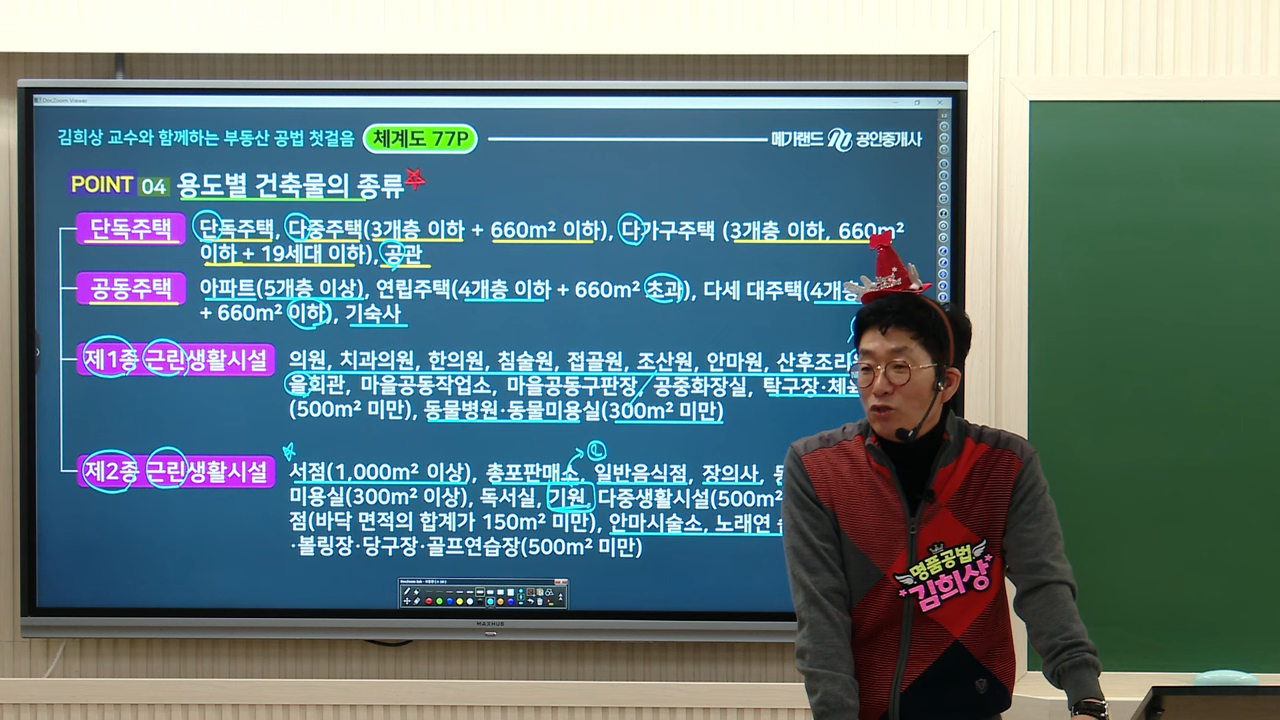 DocZoom Viewer
김희상 교수와 함께하는 부동산 공법 첫걸음 체계도 77P 메가랜드 공인중개사
POINT 04 용도별 건축물의 종류
단독주택 단독주택, 다중주택(3개층 이하 + 660m² 이하), 다가구주택 (3개층 이하, 660m²
이하 + 19세대 이하), 공관
공동주택 아파트(5개층 이상), 연립주택(4개층 이하 + 660m² 초과), 다세 대주택(4개
+ 660m² 이하), 기숙사
제1종 근린생활시설 의원, 치과의원, 한의원, 침술원, 접골원, 조산원, 안마원, 산후조리
을회관, 마을공동작업소, 마을공동구판장, 공중화장실, 탁구장·체
(500m² 미만), 동물병원·동물미용실(300m² 미만)
제2종 근린생활시설 서점(1,000m² 이상), 총포판매소, 일반음식점, 장의사,
미용실(300m² 이상), 독서실, 기원, 다중생활시설(500m²
점(바닥 면적의 합계가 150m² 미만), 안마시술소, 노래연
·볼링장·당구장·골프연습장(500m² 미만)
MAXHUB
명품공법
김희상